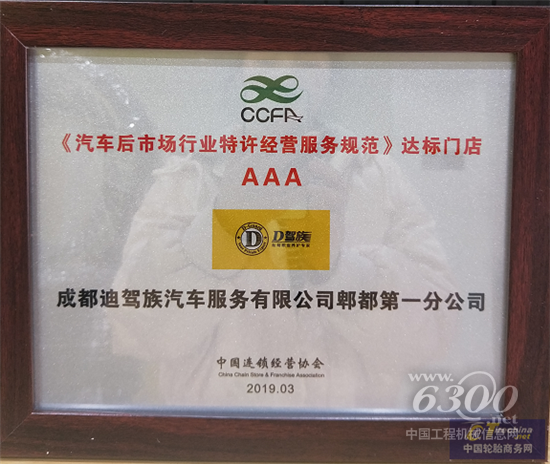 CCFA
《汽车后市场行业特许经营服务规范》达标门店
AAA
D驾族
成都迪驾族汽车服务有限公司郫都第一分公司
中国连锁经营协会
China Chain Store & Franchise Association
2019.03
www.6300.net
中国工程机械信息网
中国轮胎商务网